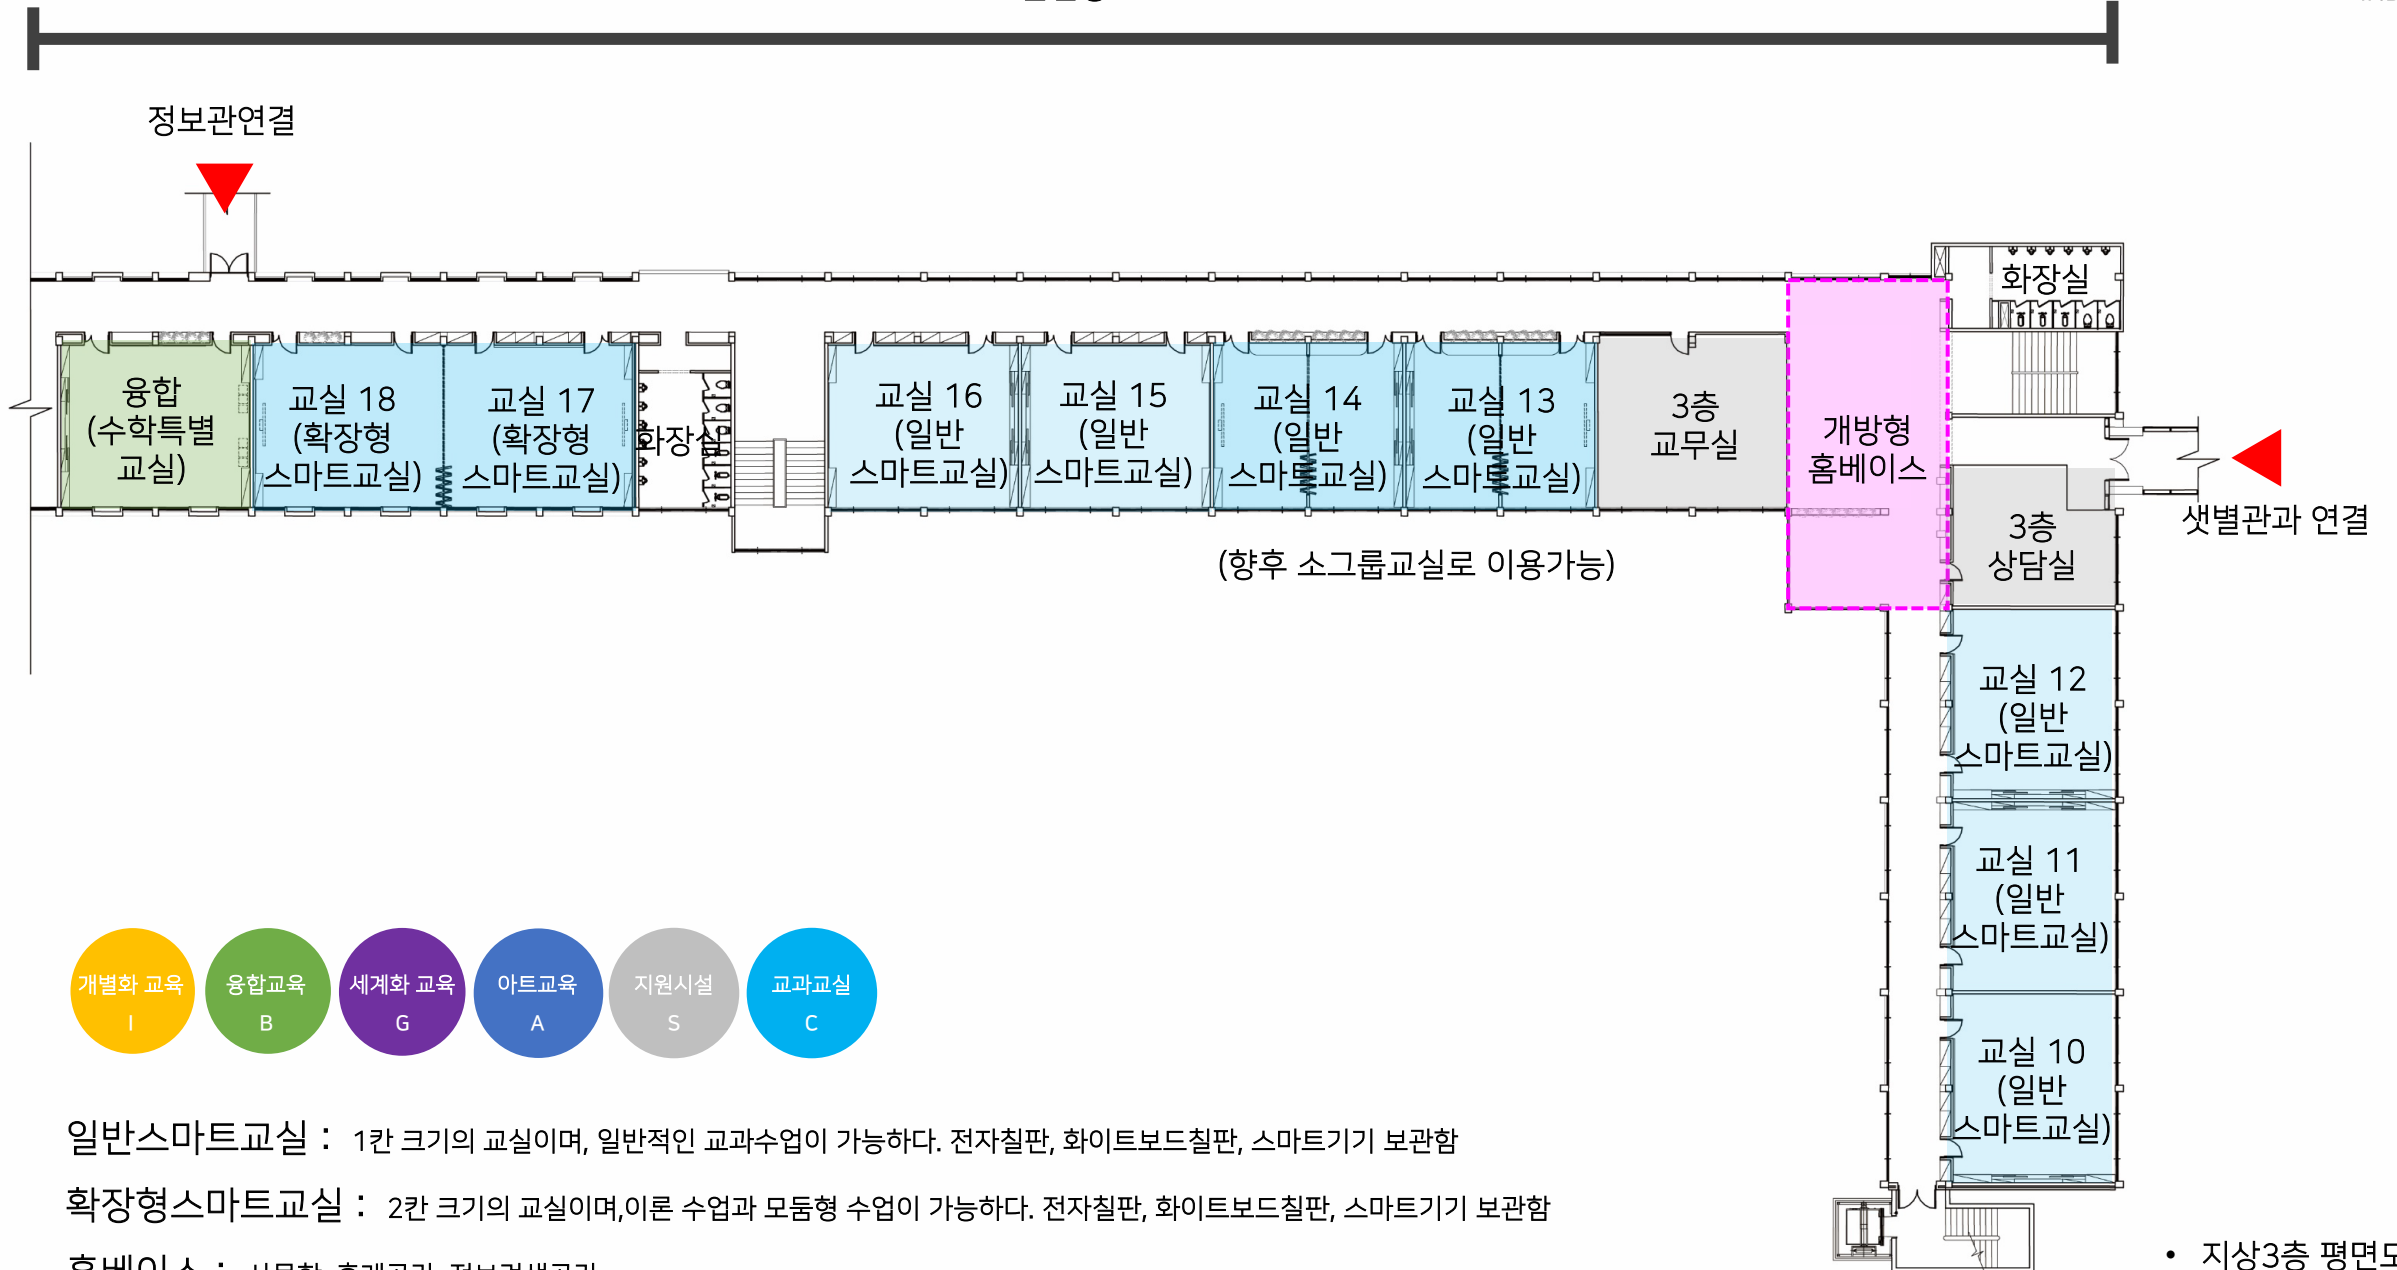 정보관연결
화장실
융합
(수학특별
교실)
교실 18
(확장형
스마트교실)
교실 17
(확장형
스마트교실)
화장실
교실 16
(일반
스마트교실)
교실 15
(일반
스마트교실)
교실 14
(일반
스마트교실)
교실 13
(일반
스마트교실)
3층
교무실
개방형
홈베이스
샛별관과 연결
3층
상담실
(향후 소그룹교실로 이용가능)
교실 12
(일반
스마트교실)
교실 11
(일반
스마트교실)
교실 10
(일반
스마트교실)
개별화 교육
I
융합교육
B
세계화 교육
G
아트교육
A
지원시설
S
교과교실
C
일반스마트교실 : 1칸 크기의 교실이며, 일반적인 교과수업이 가능하다. 전자칠판, 화이트보드칠판, 스마트기기 보관함
확장형스마트교실 : 2칸 크기의 교실이며,이론 수업과 모둠형 수업이 가능하다. 전자칠판, 화이트보드칠판, 스마트기기 보관함
홈베이스 :
• 지상3층 평면도